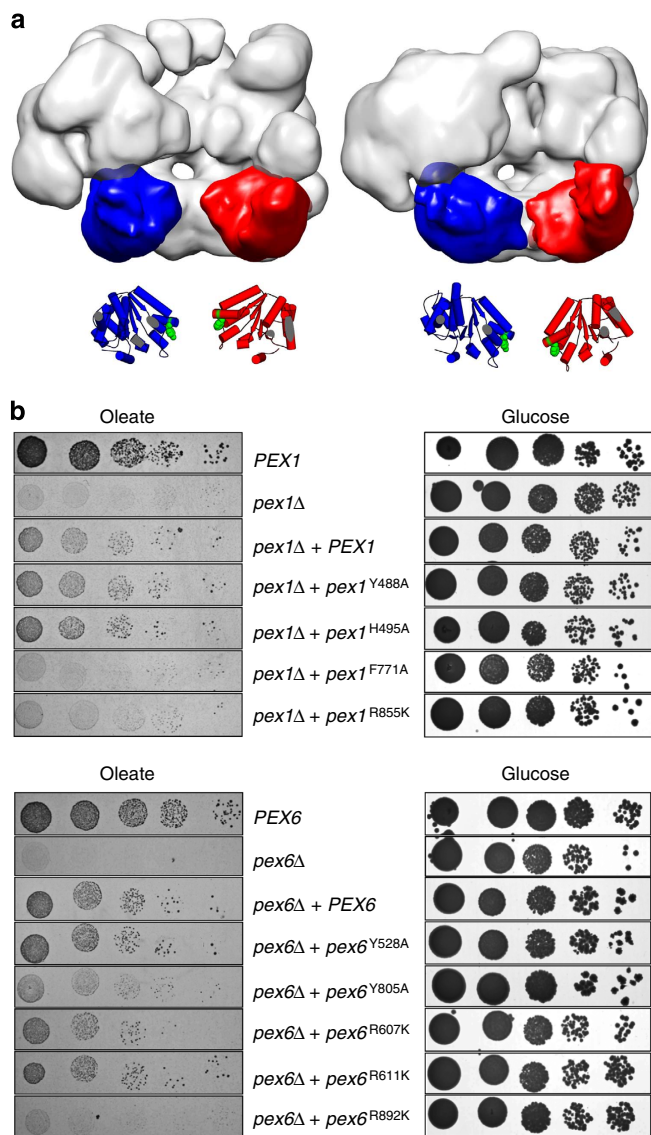 a
b
Oleate
Glucose
PEX1
pex1Δ
pex1Δ + PEX1
pex1Δ + pex1Y488A
pex1Δ + pex1H495A
pex1Δ + pex1F771A
pex1Δ + pex1R855K
Oleate
Glucose
PEX6
pex6Δ
pex6Δ + PEX6
pex6Δ + pex6Y528A
pex6Δ + pex6Y805A
pex6Δ + pex6R607K
pex6Δ + pex6R611K
pex6Δ + pex6R892K